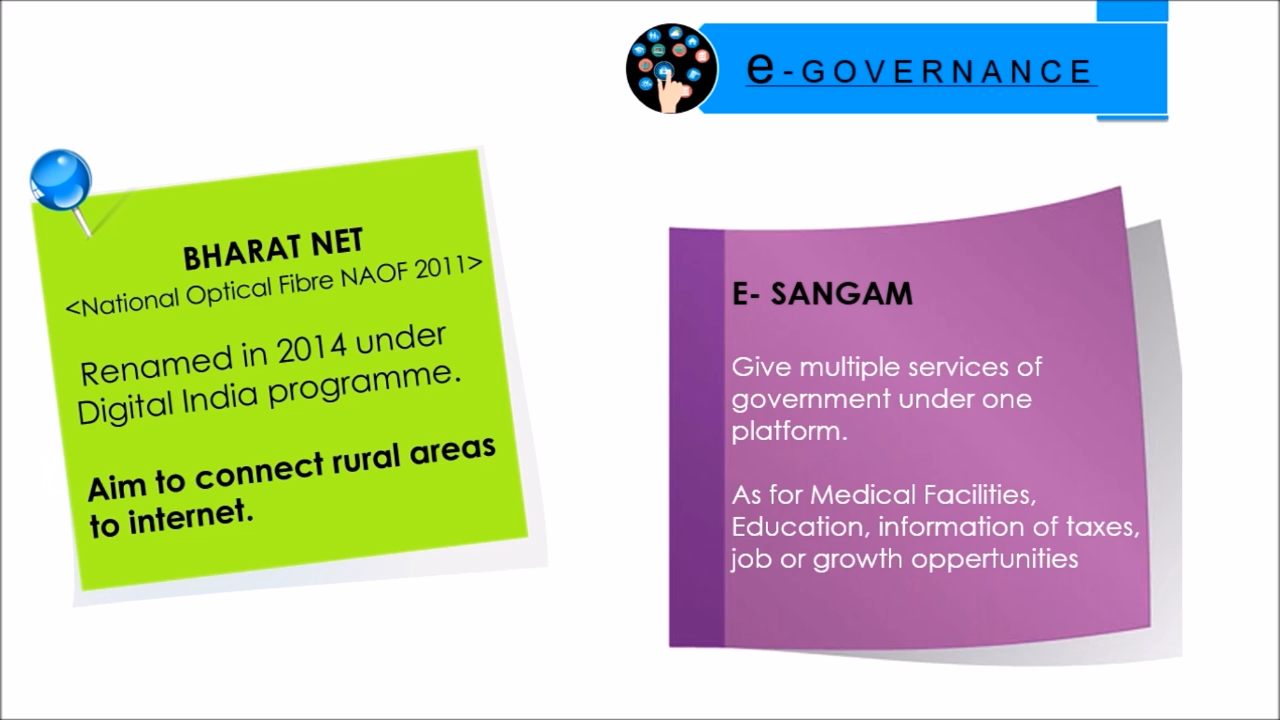 e-GOVERNANCE
BHARAT NET
<National Optical Fibre NAOF 2011>
Renamed in 2014 under
Digital India programme.
Aim to connect rural areas
to internet.
E- SANGAM
Give multiple services of
government under one
platform.
As for Medical Facilities,
Education, information of taxes,
job or growth oppertunities